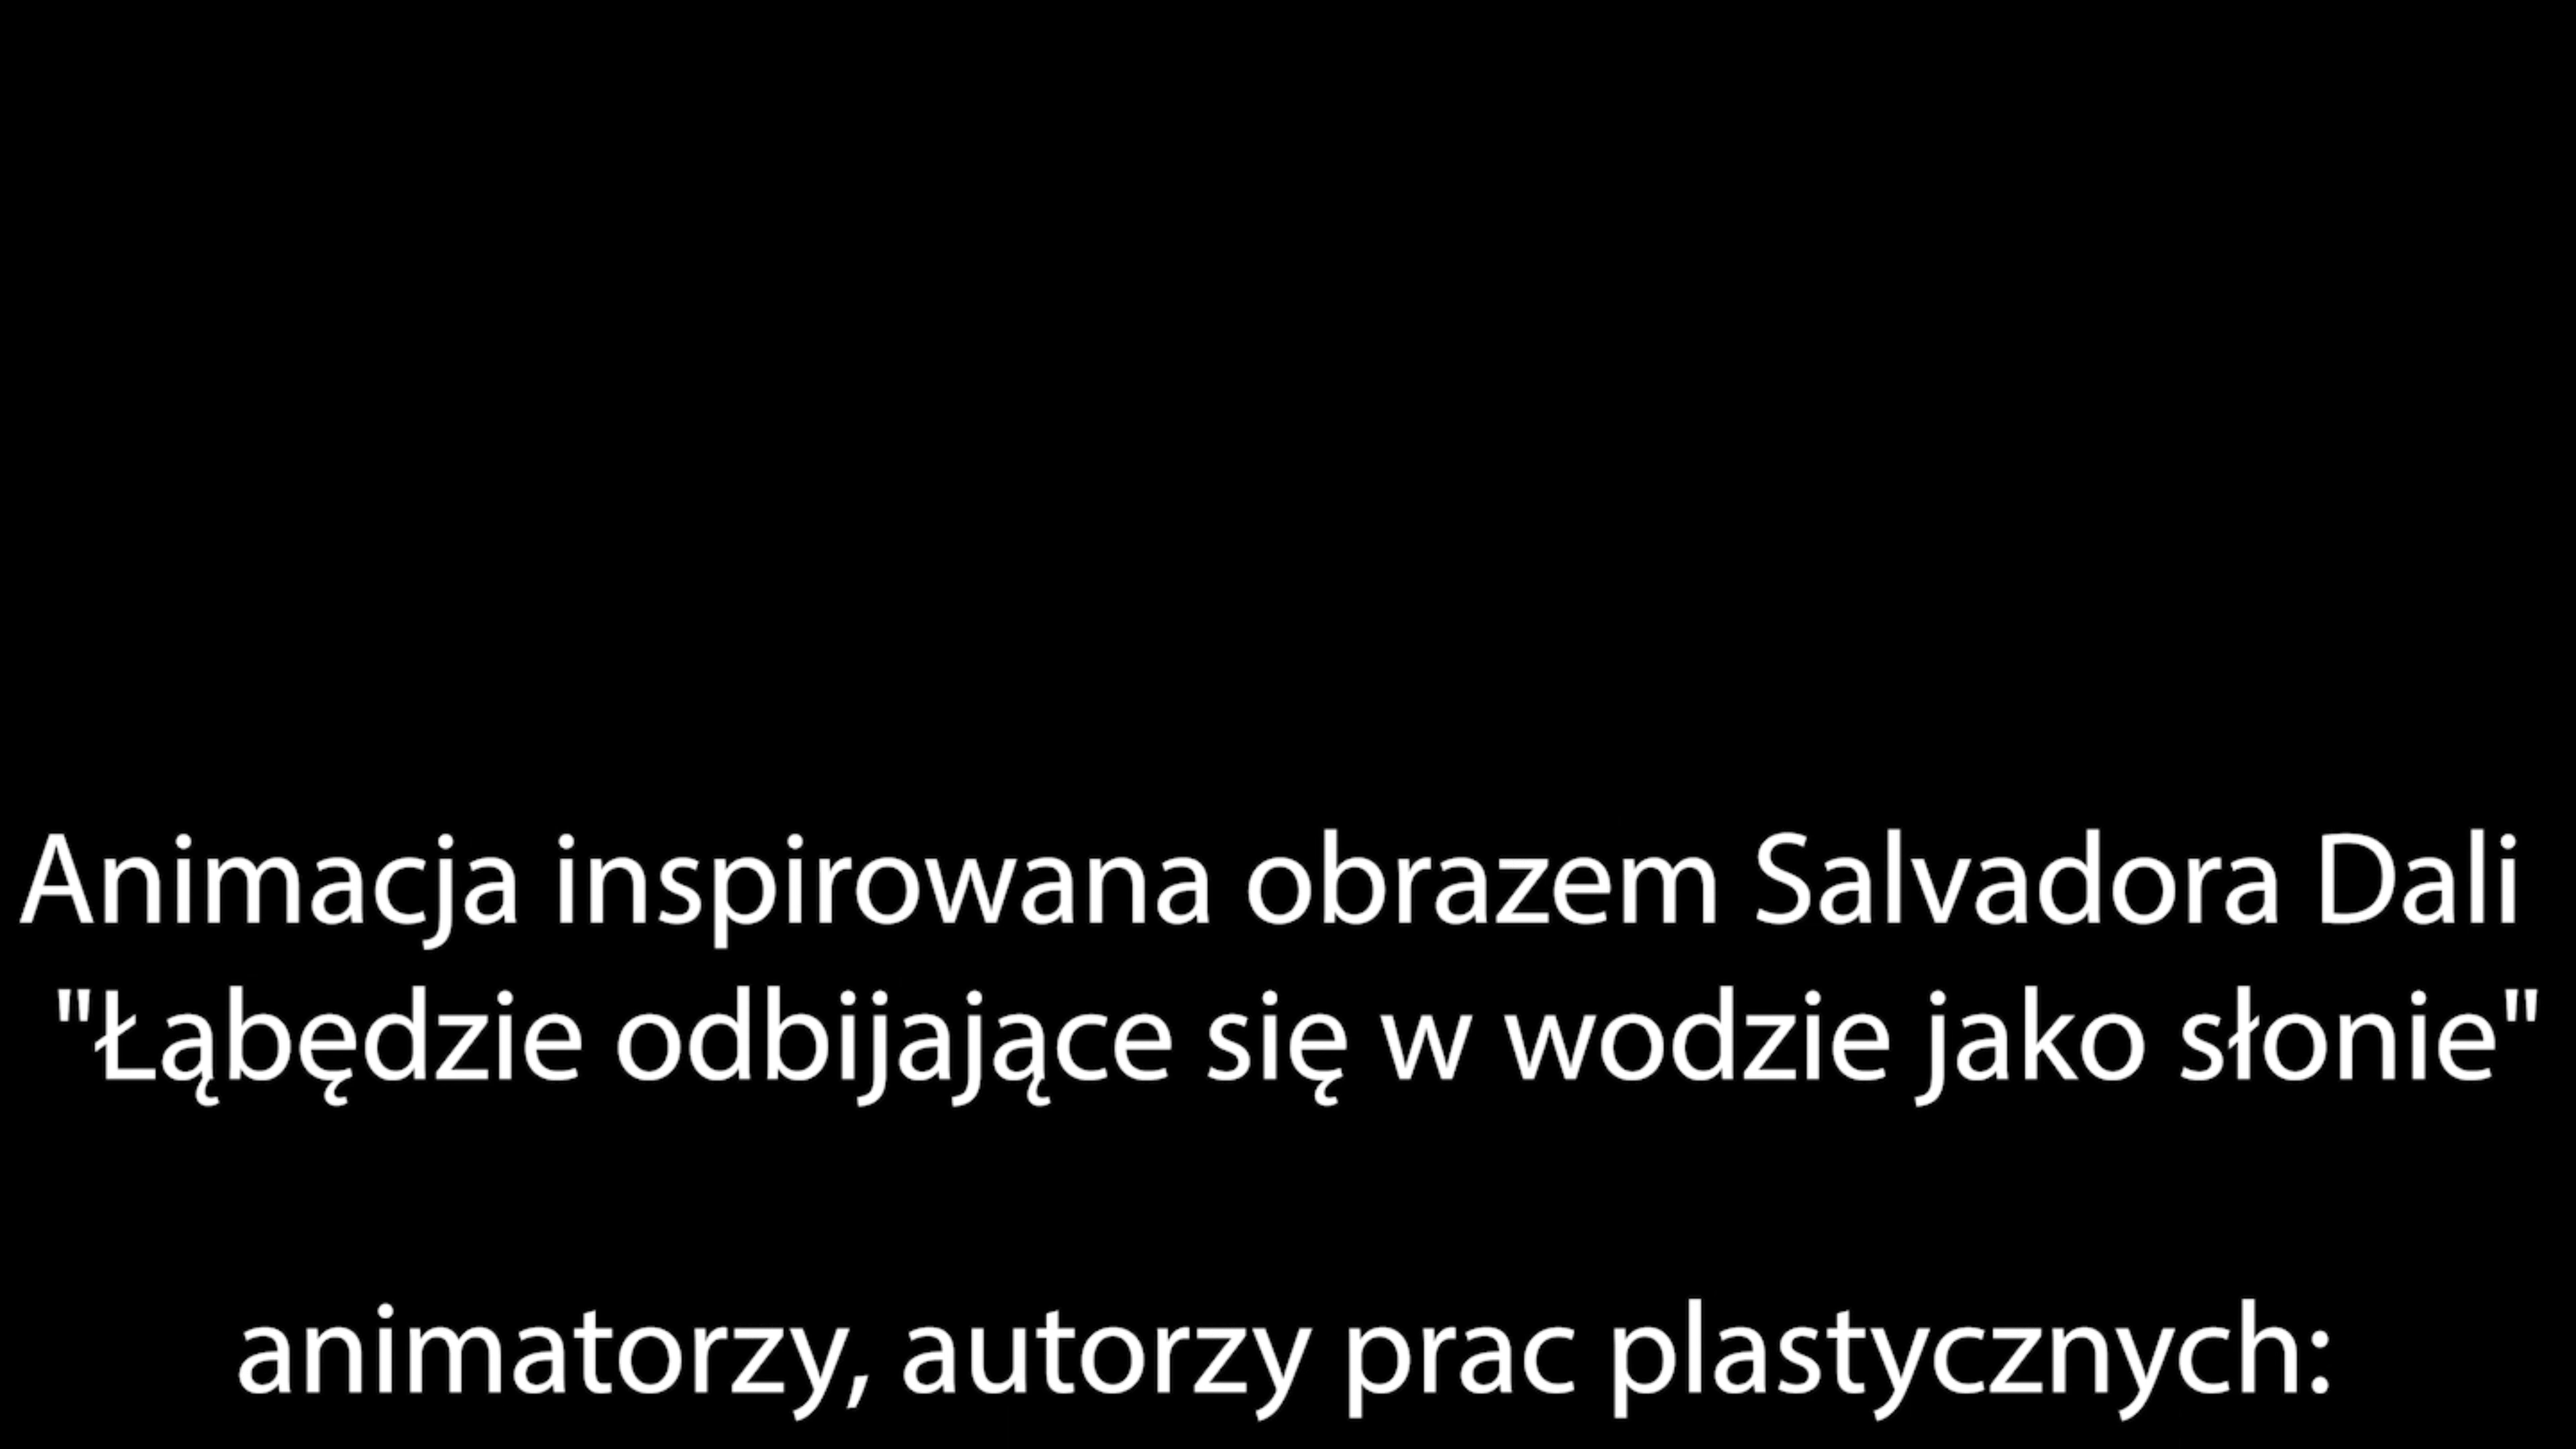 Animacja inspirowana obrazem Salvadora Dali
"Łąbędzie odbijające się w wodzie jako słonie"
animatorzy, autorzy prac plastycznych: